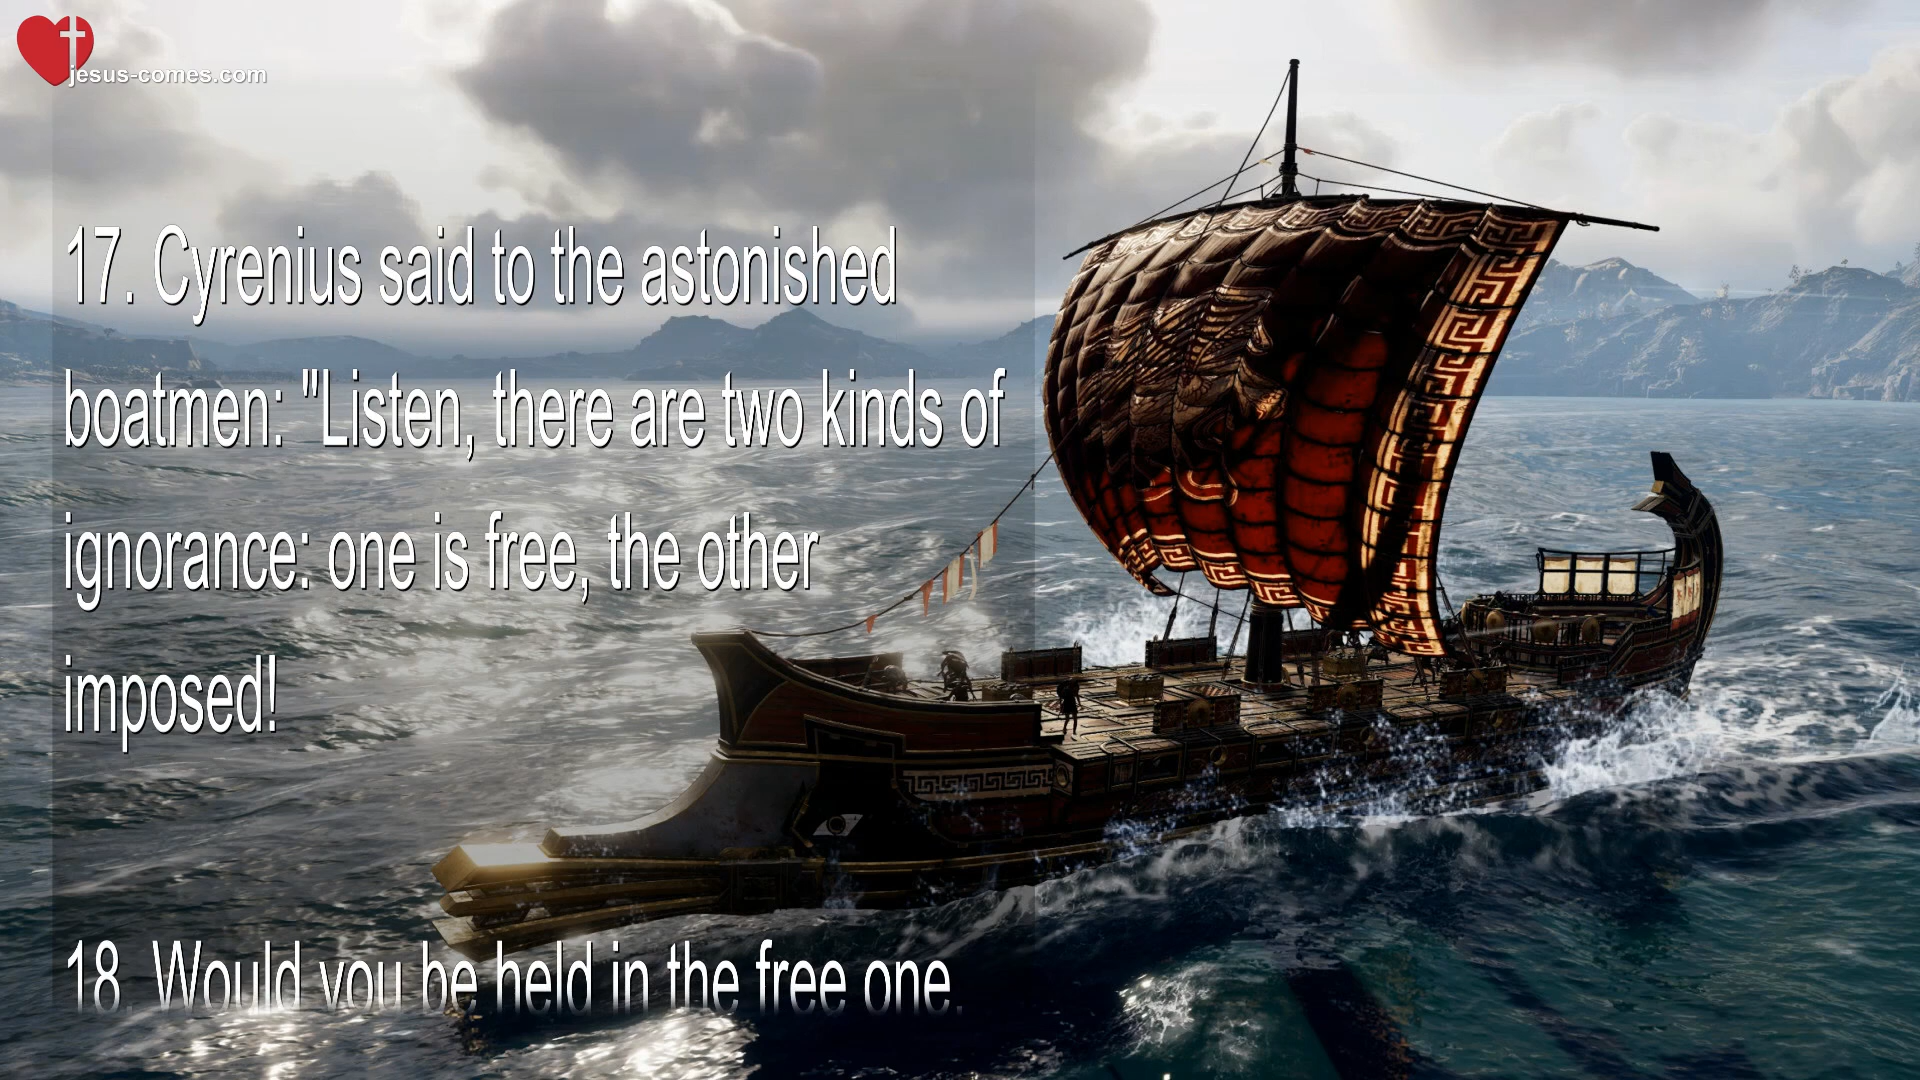 jesus-comes.com
17. Cyrenius said to the astonished
boatmen: "Listen, there are two kinds of
ignorance: one is free, the other
imposed!
18. Would you be held in the free one,